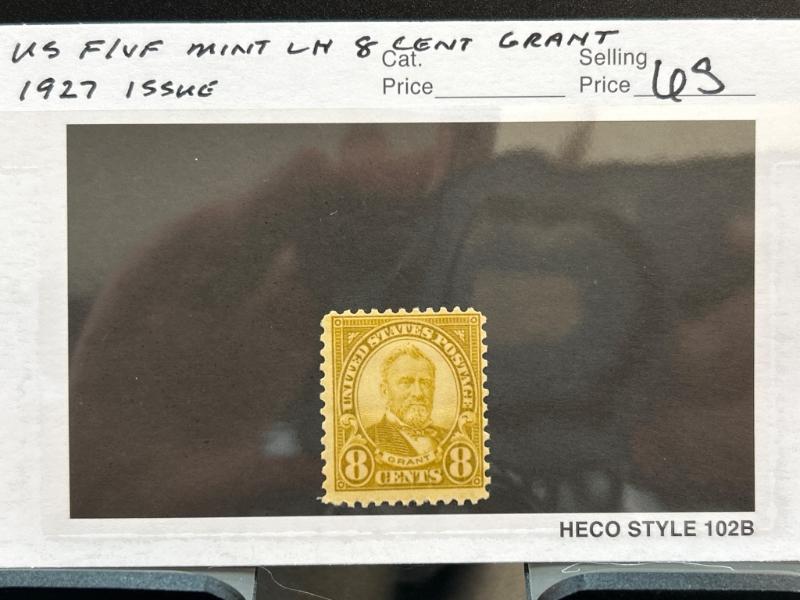 US F/VF MINT LH 8 CENT GRANT
1927 ISSUE
Cat.
Price
Selling
Price 6S
UNITED STATES POSTAGE
GRANT
8 CENTS 8
HECO STYLE 102B